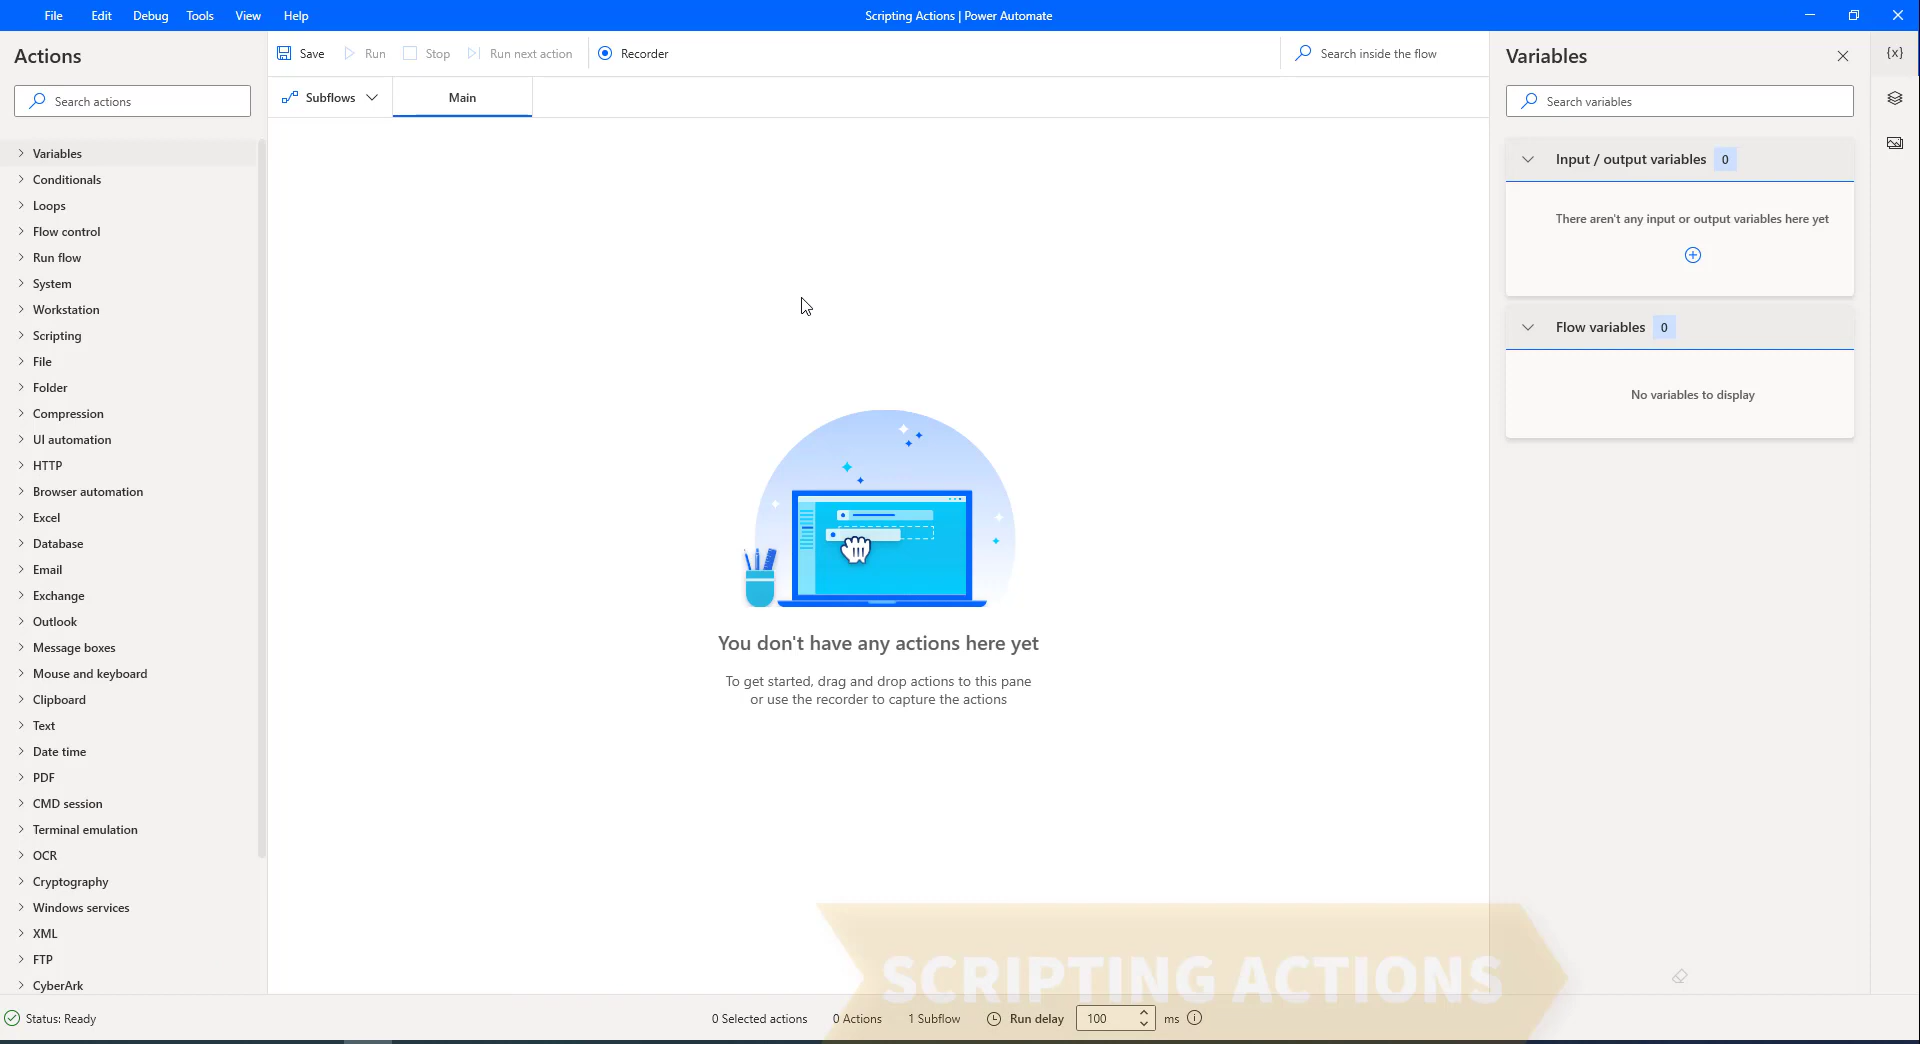 File Edit Debug Tools View Help
Scripting Actions | Power Automate
Actions
Search actions
Variables
Conditionals
Loops
Flow control
Run flow
System
Workstation
Scripting
File
Folder
Compression
UI automation
HTTP
Browser automation
Excel
Database
Email
Exchange
Outlook
Message boxes
Mouse and keyboard
Clipboard
Text
Date time
PDF
CMD session
Terminal emulation
OCR
Cryptography
Windows services
XML
FTP
CyberArk
Save Run Stop Run next action Recorder
Search inside the flow
Subflows Main
You don't have any actions here yet
To get started, drag and drop actions to this pane
or use the recorder to capture the actions
Variables
{x}
Search variables
Input / output variables 0
There aren't any input or output variables here yet
Flow variables 0
No variables to display
SCRIPTING ACTIONS
Status: Ready
0 Selected actions 0 Actions 1 Subflow Run delay 100 ms